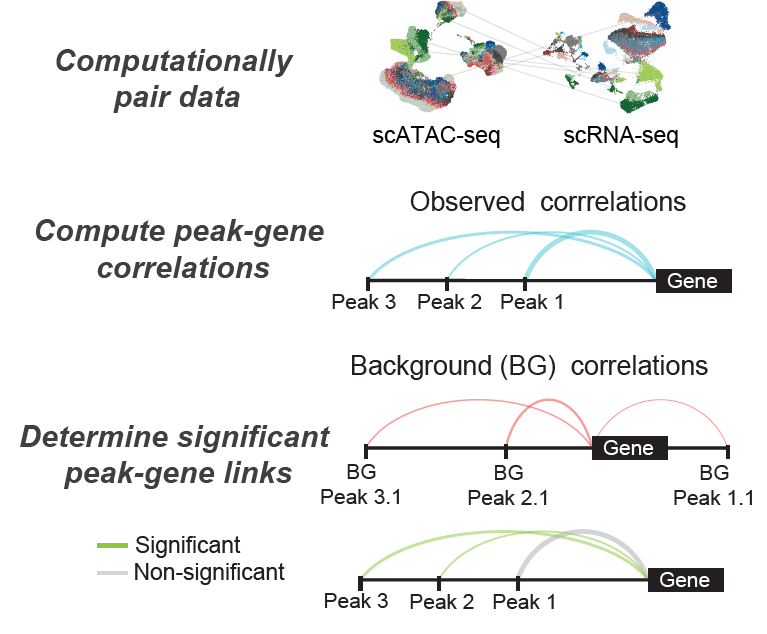 Computationally
pair data
scATAC-seq
scRNA-seq
Compute peak-gene
correlations
Observed corrrelations
Peak 3
Peak 2
Peak 1
Gene
Determine significant
peak-gene links
Background (BG) correlations
Gene
BG
Peak 3.1
BG
Peak 2.1
BG
Peak 1.1
Significant
Non-significant
Peak 3
Peak 2
Peak 1
Gene